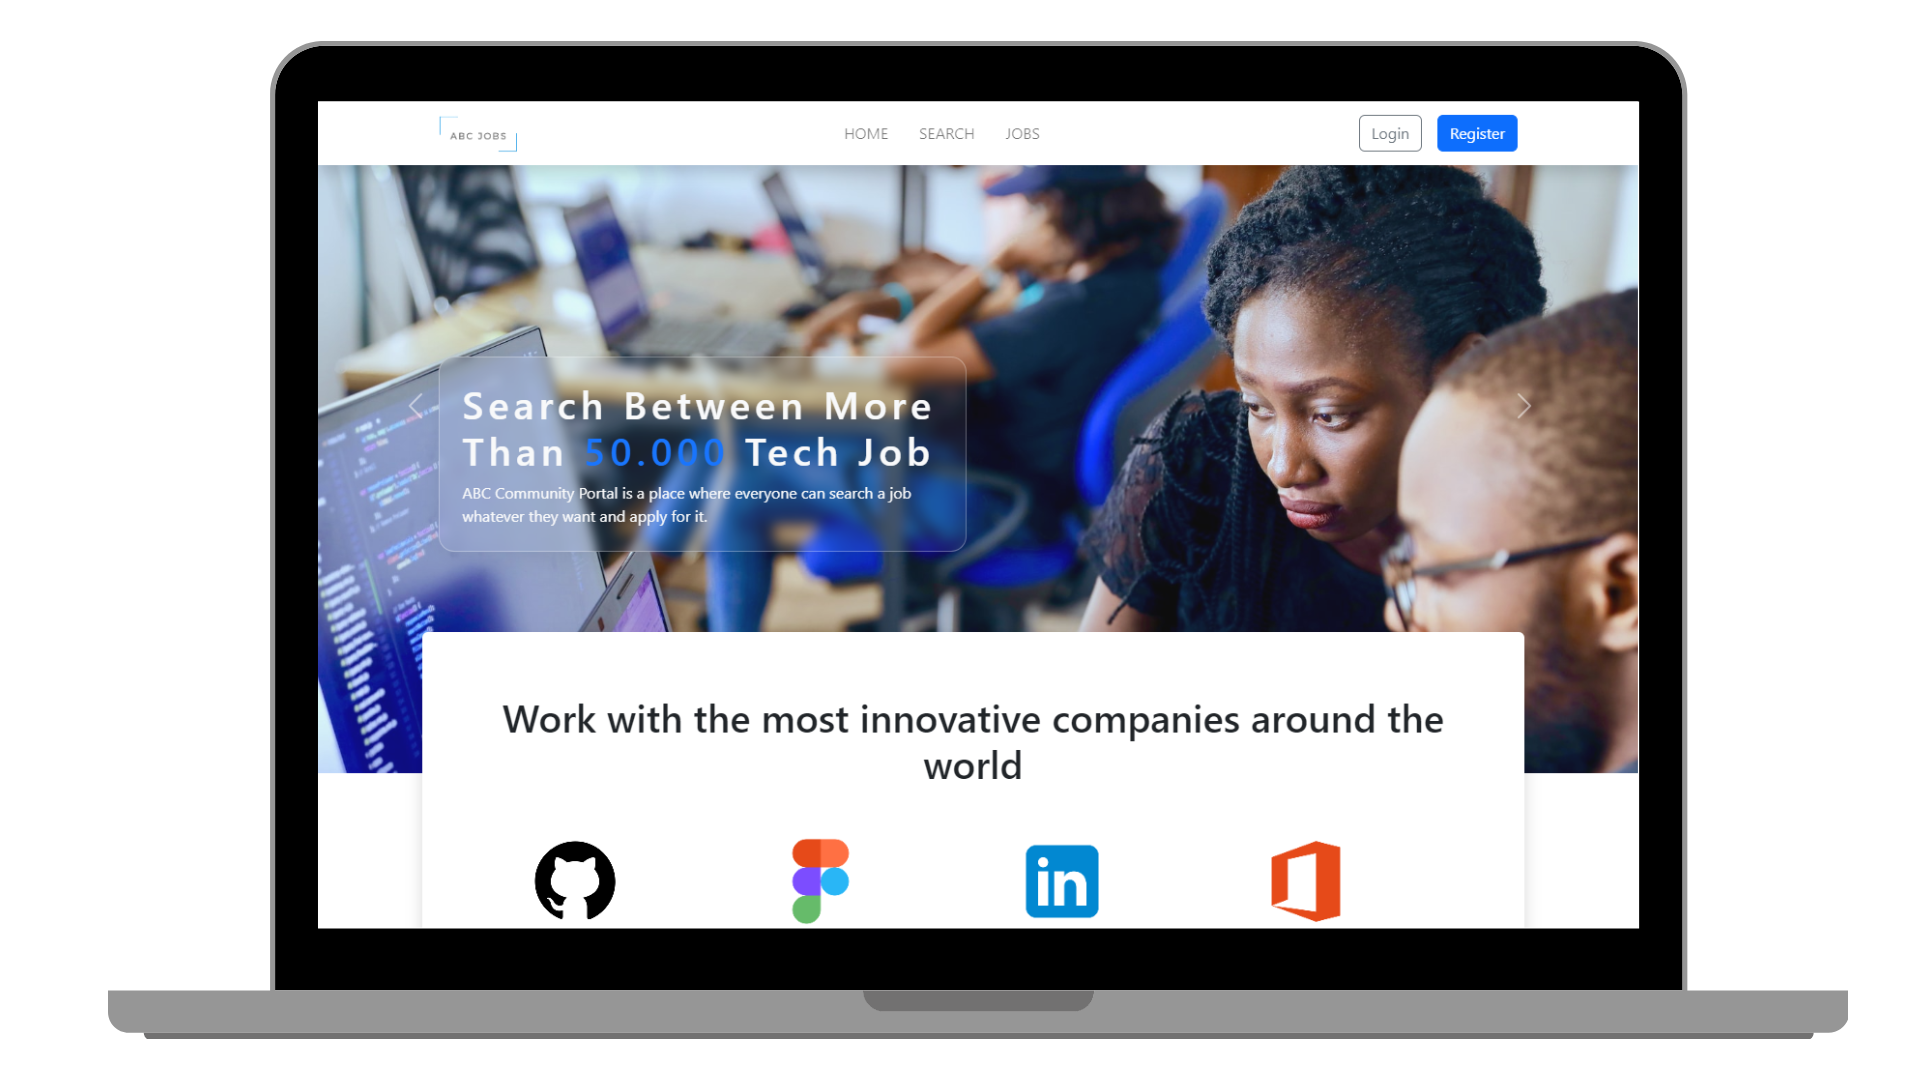 ABC JOBS
HOME
SEARCH
JOBS
Login
Register
Search Between More
Than 50.000 Tech Job
ABC Community Portal is a place where everyone can search a job
whatever they want and apply for it.
Work with the most innovative companies around the
world
in